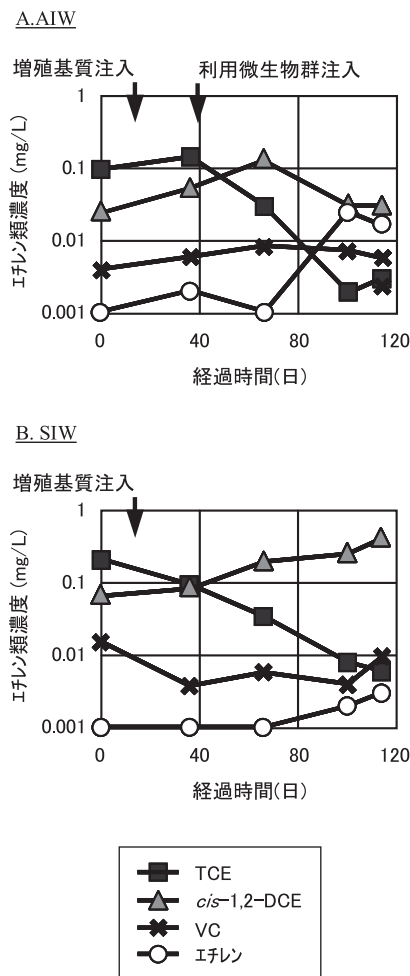 A.AIW
増殖基質注入 利用微生物群注入
1
0.1
0.01
0.001
エチレン類濃度 (mg/L)
0 40 80 120
経過時間(日)
B. SIW
増殖基質注入
1
0.1
0.01
0.001
エチレン類濃度 (mg/L)
0 40 80 120
経過時間(日)
TCE
cis-1,2-DCE
VC
エチレン